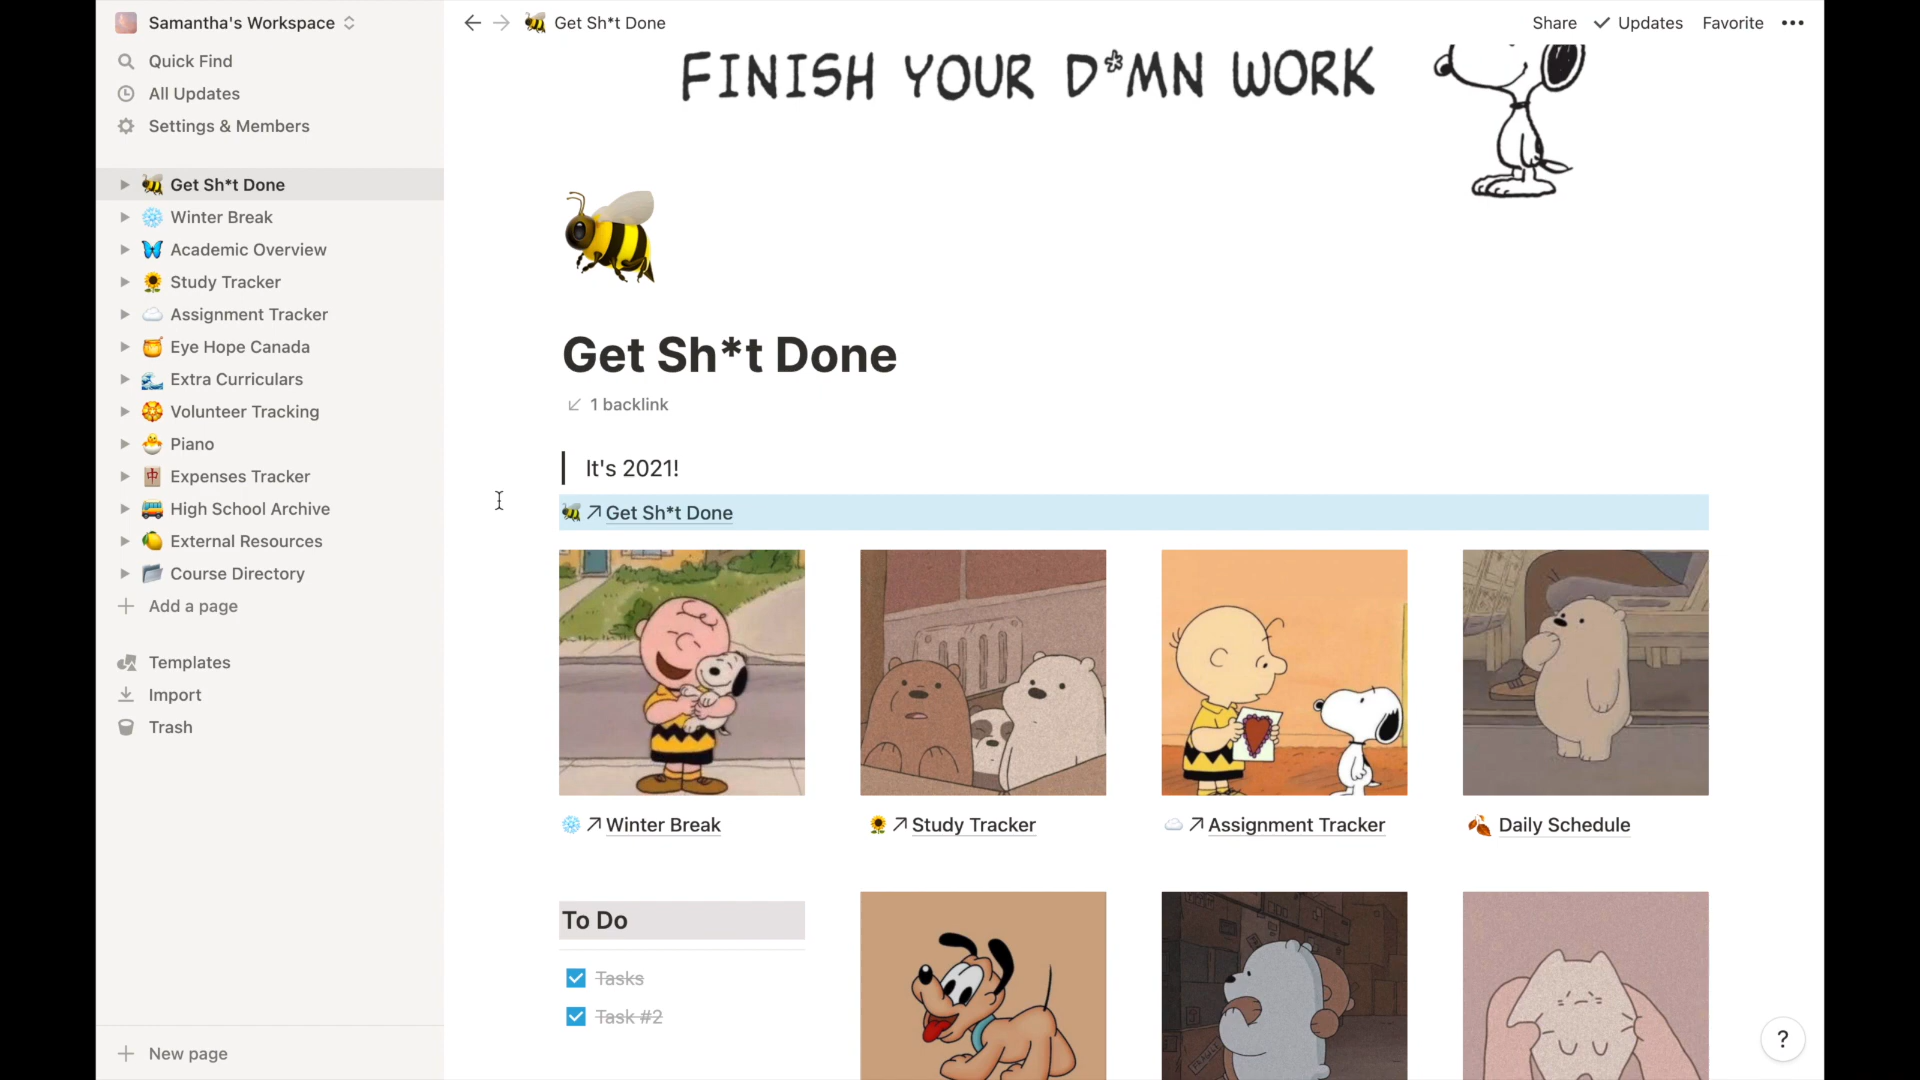 Samantha's Workspace
Quick Find
All Updates
Settings & Members
Get Sh*t Done
Winter Break
Academic Overview
Study Tracker
Assignment Tracker
Eye Hope Canada
Extra Curriculars
Volunteer Tracking
Piano
中
Expenses Tracker
High School Archive
External Resources
Course Directory
Add a page
Templates
Import
Trash
New page
Get Sh*t Done
Share
Updates
Favorite
•••
FINISH YOUR D*MN WORK
Get Sh*t Done
1 backlink
It's 2021!
Get Sh*t Done
Winter Break
Study Tracker
Assignment Tracker
Daily Schedule
To Do
Tasks
Task #2
?